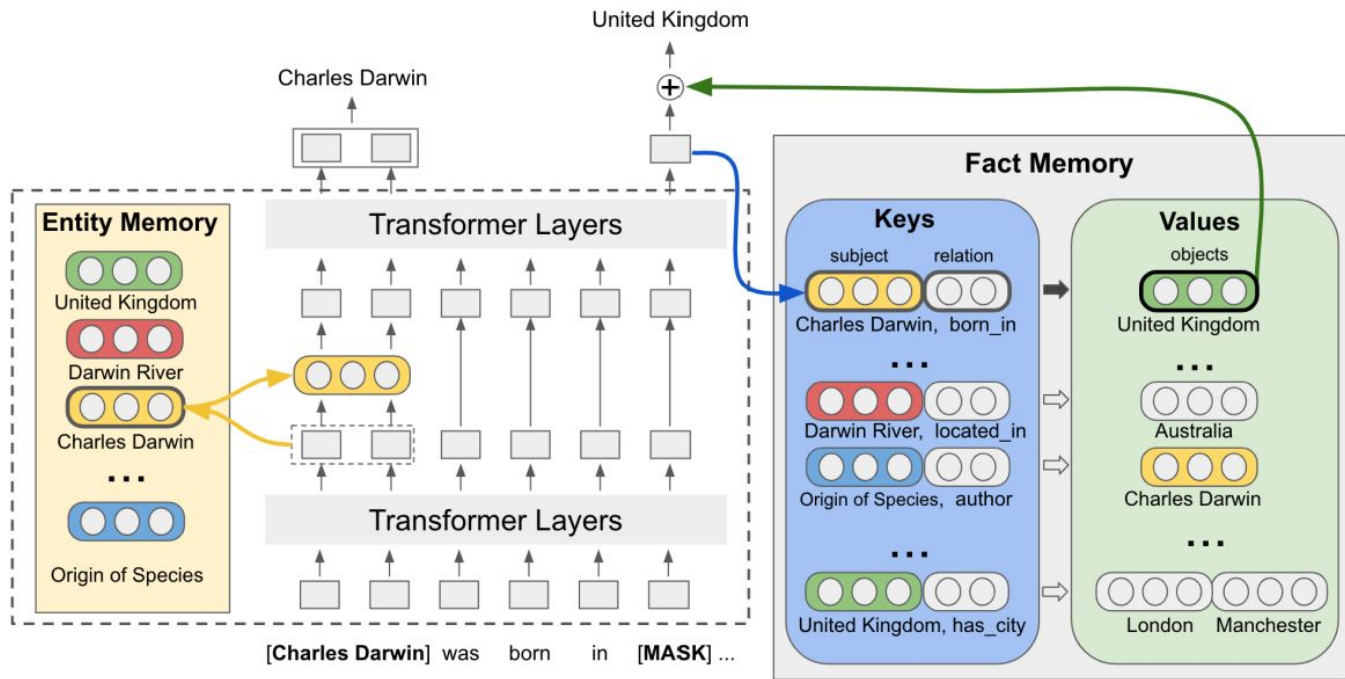 United Kingdom
Charles Darwin
+
Entity Memory
United Kingdom
Darwin River
Charles Darwin
...
Origin of Species
Transformer Layers
Transformer Layers
[Charles Darwin] was born in [MASK] ...
Fact Memory
Keys
subject relation
Charles Darwin, born_in
...
Darwin River, located_in
Origin of Species, author
...
United Kingdom, has_city
Values
objects
United Kingdom
...
Australia
Charles Darwin
...
London Manchester